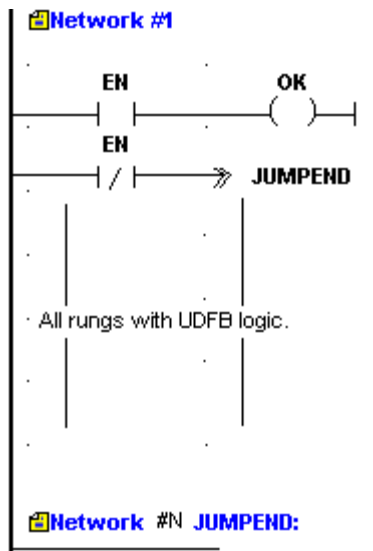 Network #1
EN OK
EN
JUMPEND
All rungs with UDFB logic.
Network #N JUMPEND: